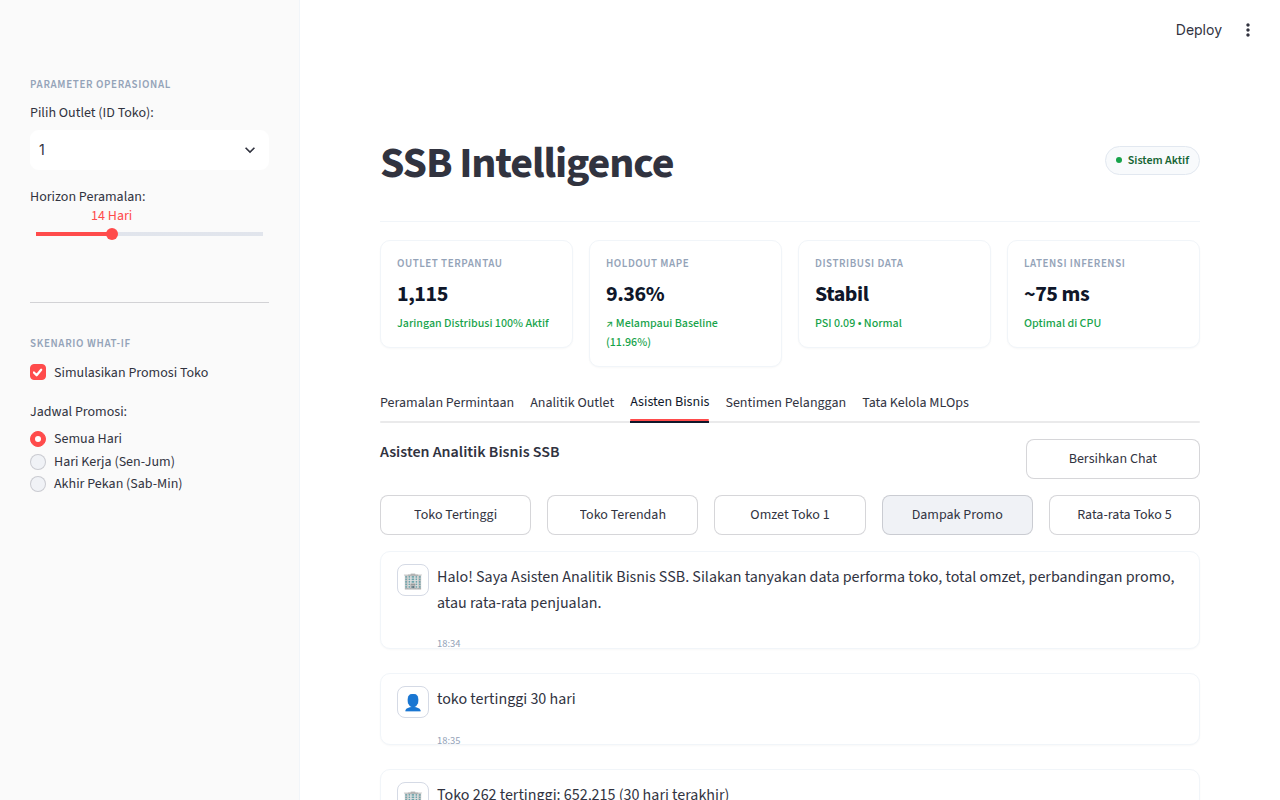 Deploy
PARAMETER OPERASIONAL
Pilih Outlet (ID Toko):
1
Horizon Peramalan:
14 Hari
SKENARIO WHAT-IF
Simulasikan Promosi Toko
Jadwal Promosi:
Semua Hari
Hari Kerja (Sen-Jum)
Akhir Pekan (Sab-Min)
SSB Intelligence
Sistem Aktif
OUTLET TERPANTAU
1,115
Jaringan Distribusi 100% Aktif
HOLDOUT MAPE
9.36%
↗ Melampaui Baseline
(11.96%)
DISTRIBUSI DATA
Stabil
PSI 0.09 • Normal
LATENSI INFERENSI
~75 ms
Optimal di CPU
Peramalan Permintaan Analitik Outlet Asisten Bisnis Sentimen Pelanggan Tata Kelola MLOps
Asisten Analitik Bisnis SSB
Bersihkan Chat
Toko Tertinggi Toko Terendah Omzet Toko 1 Dampak Promo Rata-rata Toko 5
Halo! Saya Asisten Analitik Bisnis SSB. Silakan tanyakan data performa toko, total omzet, perbandingan promo,
atau rata-rata penjualan.
18:34
toko tertinggi 30 hari
18:35
Toko 262 tertinggi: 652,215 (30 hari terakhir)